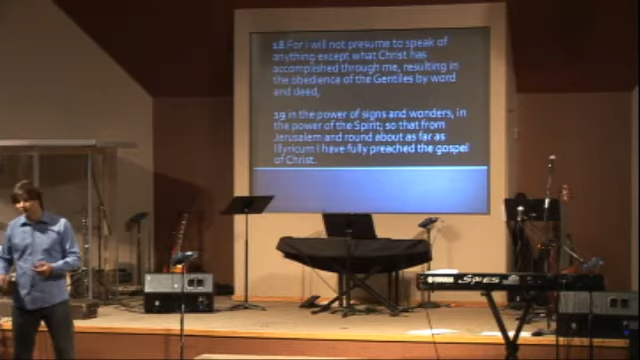 18 For I will not presume to speak of
anything except what Christ has
accomplished through me, resulting in
the obedience of the Gentiles by word
and deed,
19 in the power of signs and wonders, in
the power of the Spirit; so that from
Jerusalem and round about as far as
Illyricum I have fully preached the gospel
of Christ.
YAMAHA